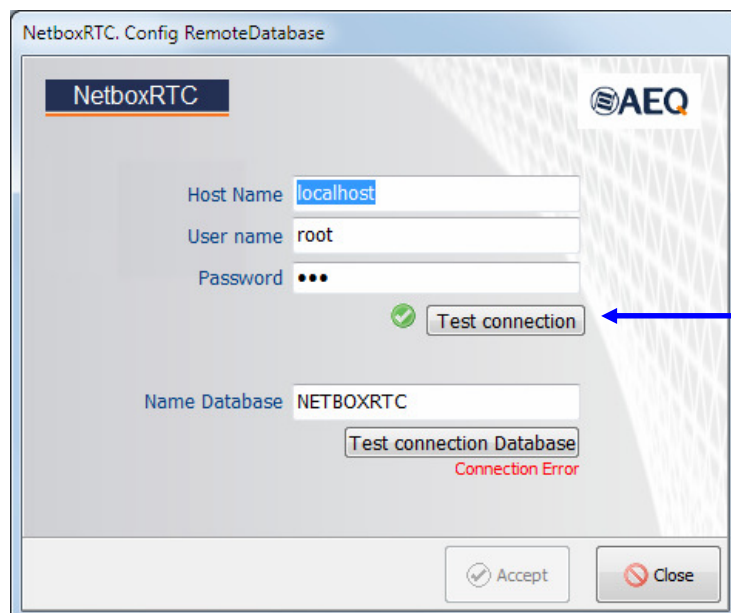 NetboxRTC. Config RemoteDatabase
NetboxRTC
AEQ
Host Name localhost
User name root
Password •••
Test connection
Name Database NETBOXRTC
Test connection Database
Connection Error
Accept
Close